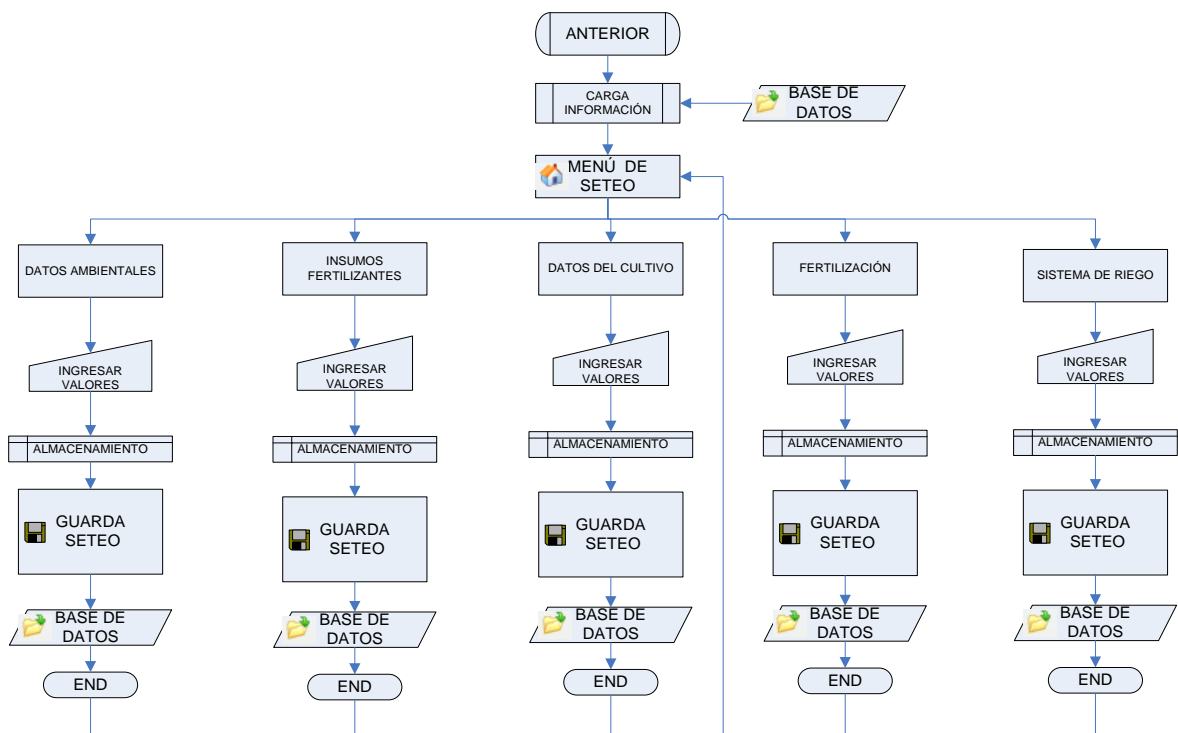 ANTERIOR
CARGA
INFORMACIÓN
BASE DE
DATOS
MENÚ DE
SETEO
DATOS AMBIENTALES
INSUMOS
FERTILIZANTES
DATOS DEL CULTIVO
FERTILIZACIÓN
SISTEMA DE RIEGO
INGRESAR
VALORES
INGRESAR
VALORES
INGRESAR
VALORES
INGRESAR
VALORES
INGRESAR
VALORES
ALMACENAMIENTO
ALMACENAMIENTO
ALMACENAMIENTO
ALMACENAMIENTO
ALMACENAMIENTO
GUARDA
SETEO
GUARDA
SETEO
GUARDA
SETEO
GUARDA
SETEO
GUARDA
SETEO
BASE DE
DATOS
BASE DE
DATOS
BASE DE
DATOS
BASE DE
DATOS
BASE DE
DATOS
END
END
END
END
END